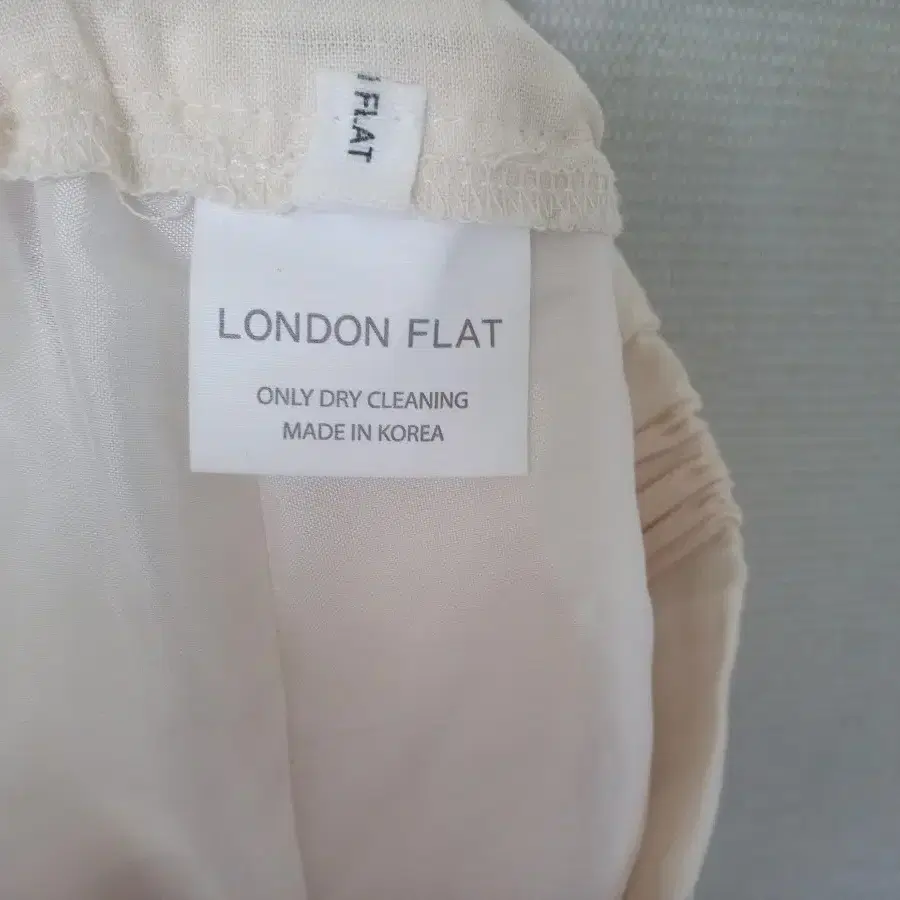 FLAT
LONDON FLAT
ONLY DRY CLEANING
MADE IN KOREA